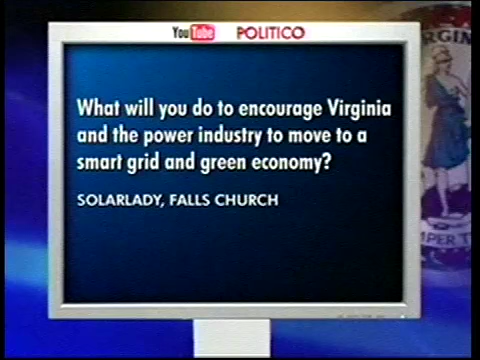 YouTube POLITICO
What will you do to encourage Virginia
and the power industry to move to a
smart grid and green economy?
SOLARLADY, FALLS CHURCH